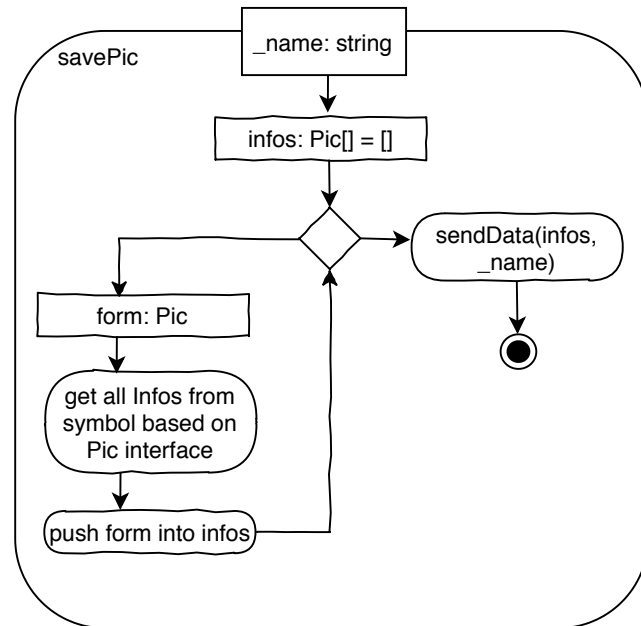 _name: string
savePic
infos: Pic[] = []
sendData(infos,
_name)
form: Pic
get all Infos from
symbol based on
Pic interface
push form into infos